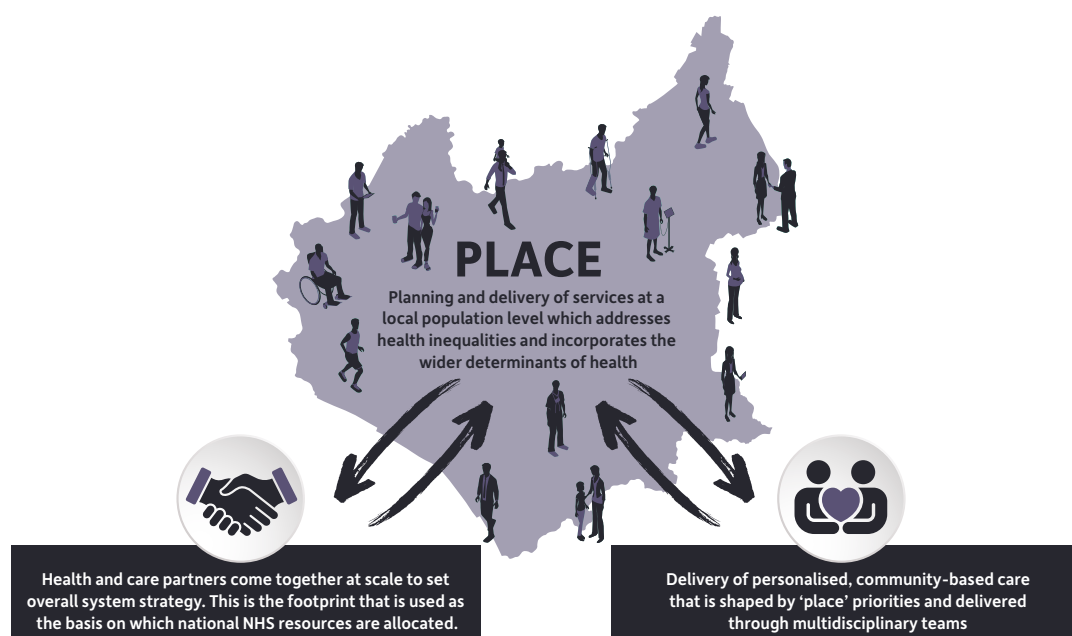 PLACE
Planning and delivery of services at a
local population level which addresses
health inequalities and incorporates the
wider determinants of health
Health and care partners come together at scale to set
overall system strategy. This is the footprint that is used as
the basis on which national NHS resources are allocated.
Delivery of personalised, community-based care
that is shaped by ‘place’ priorities and delivered
through multidisciplinary teams